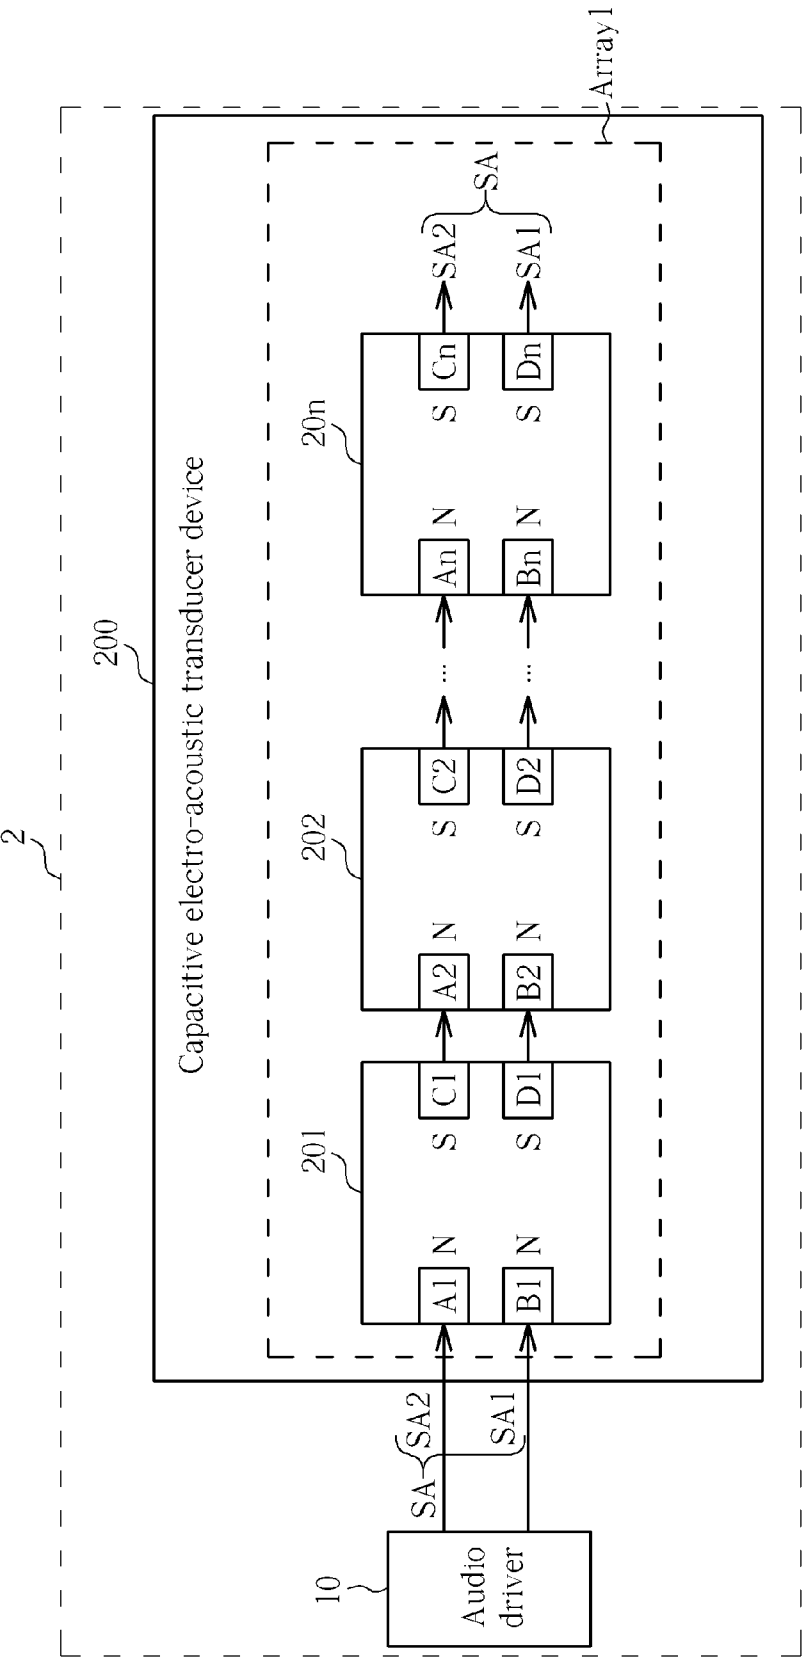 2
200
Capacitive electro-acoustic transducer device
Array1
201
202
20n
10
Audio
driver
SA
SA2
SA1
A1
N
S
C1
B1
N
S
D1
A2
N
S
C2
B2
N
S
D2
...
...
An
N
S
Cn
Bn
N
S
Dn
SA2
SA1
SA